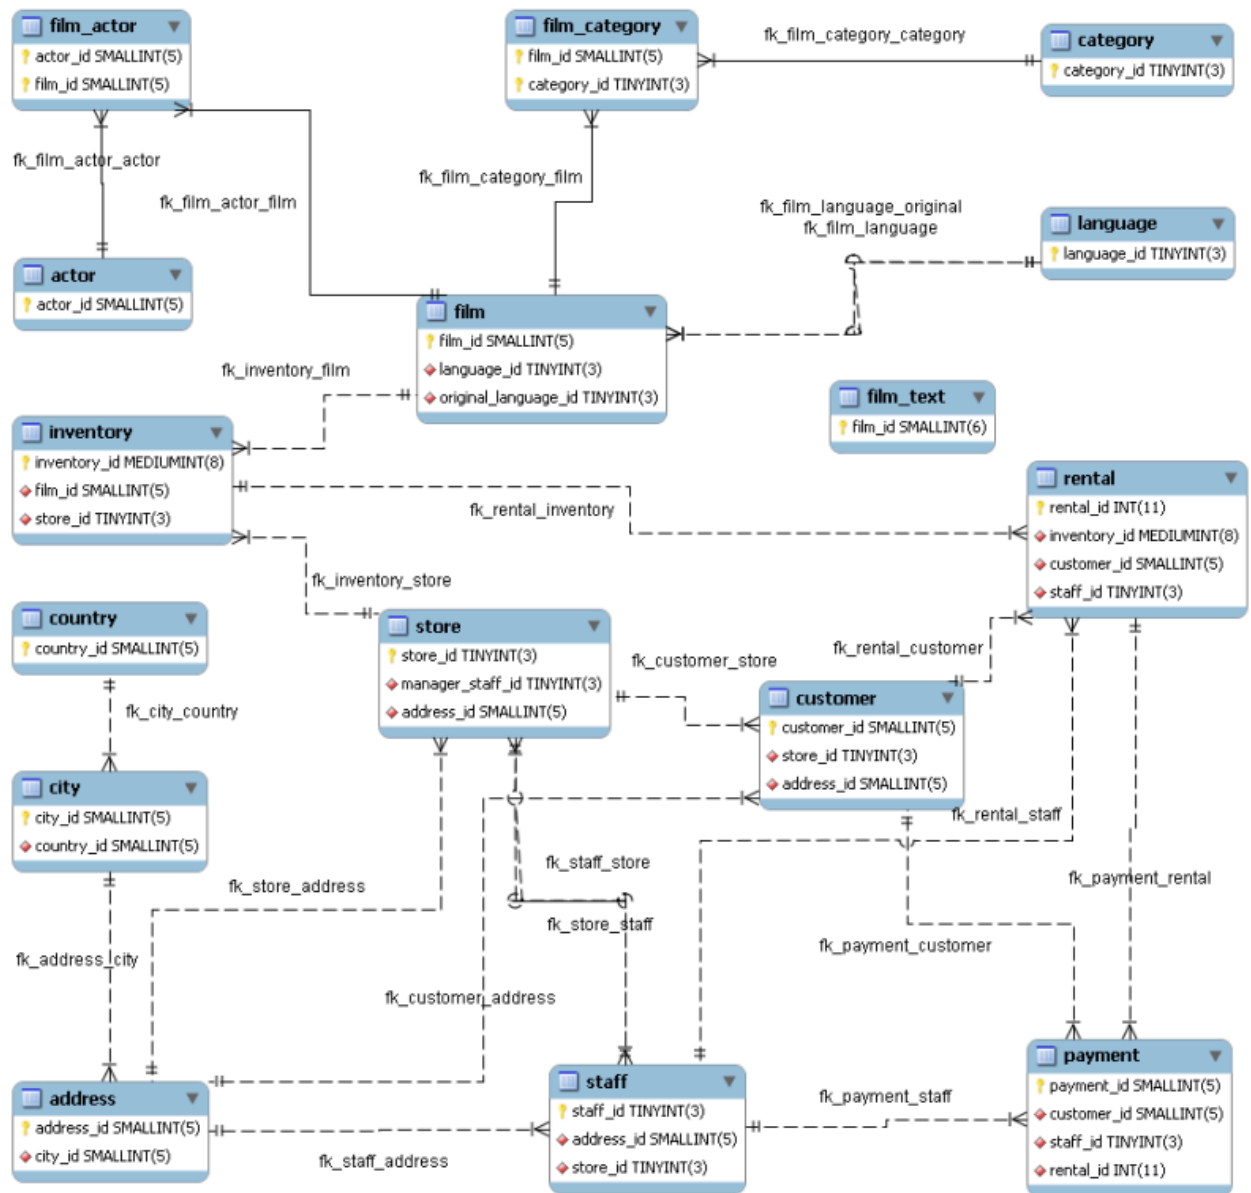 film_actor
actor_id SMALLINT(5)
film_id SMALLINT(5)
film_category
film_id SMALLINT(5)
category_id TINYINT(3)
fk_film_category_category
category
category_id TINYINT(3)
fk_film_actor_actor
fk_film_actor_film
fk_film_category_film
fk_film_language_original
fk_film_language
language
language_id TINYINT(3)
actor
actor_id SMALLINT(5)
film
film_id SMALLINT(5)
language_id TINYINT(3)
original_language_id TINYINT(3)
fk_inventory_film
film_text
film_id SMALLINT(6)
inventory
inventory_id MEDIUMINT(8)
film_id SMALLINT(5)
store_id TINYINT(3)
fk_rental_inventory
rental
rental_id INT(11)
inventory_id MEDIUMINT(8)
customer_id SMALLINT(5)
staff_id TINYINT(3)
fk_inventory_store
country
country_id SMALLINT(5)
store
store_id TINYINT(3)
manager_staff_id TINYINT(3)
address_id SMALLINT(5)
fk_customer_store
fk_rental_customer
customer
customer_id SMALLINT(5)
store_id TINYINT(3)
address_id SMALLINT(5)
fk_city_country
city
city_id SMALLINT(5)
country_id SMALLINT(5)
fk_rental_staff
fk_staff_store
fk_payment_rental
fk_store_address
fk_store_staff
fk_payment_customer
fk_address_city
fk_customer_address
address
address_id SMALLINT(5)
city_id SMALLINT(5)
fk_staff_address
staff
staff_id TINYINT(3)
address_id SMALLINT(5)
store_id TINYINT(3)
fk_payment_staff
payment
payment_id SMALLINT(5)
customer_id SMALLINT(5)
staff_id TINYINT(3)
rental_id INT(11)